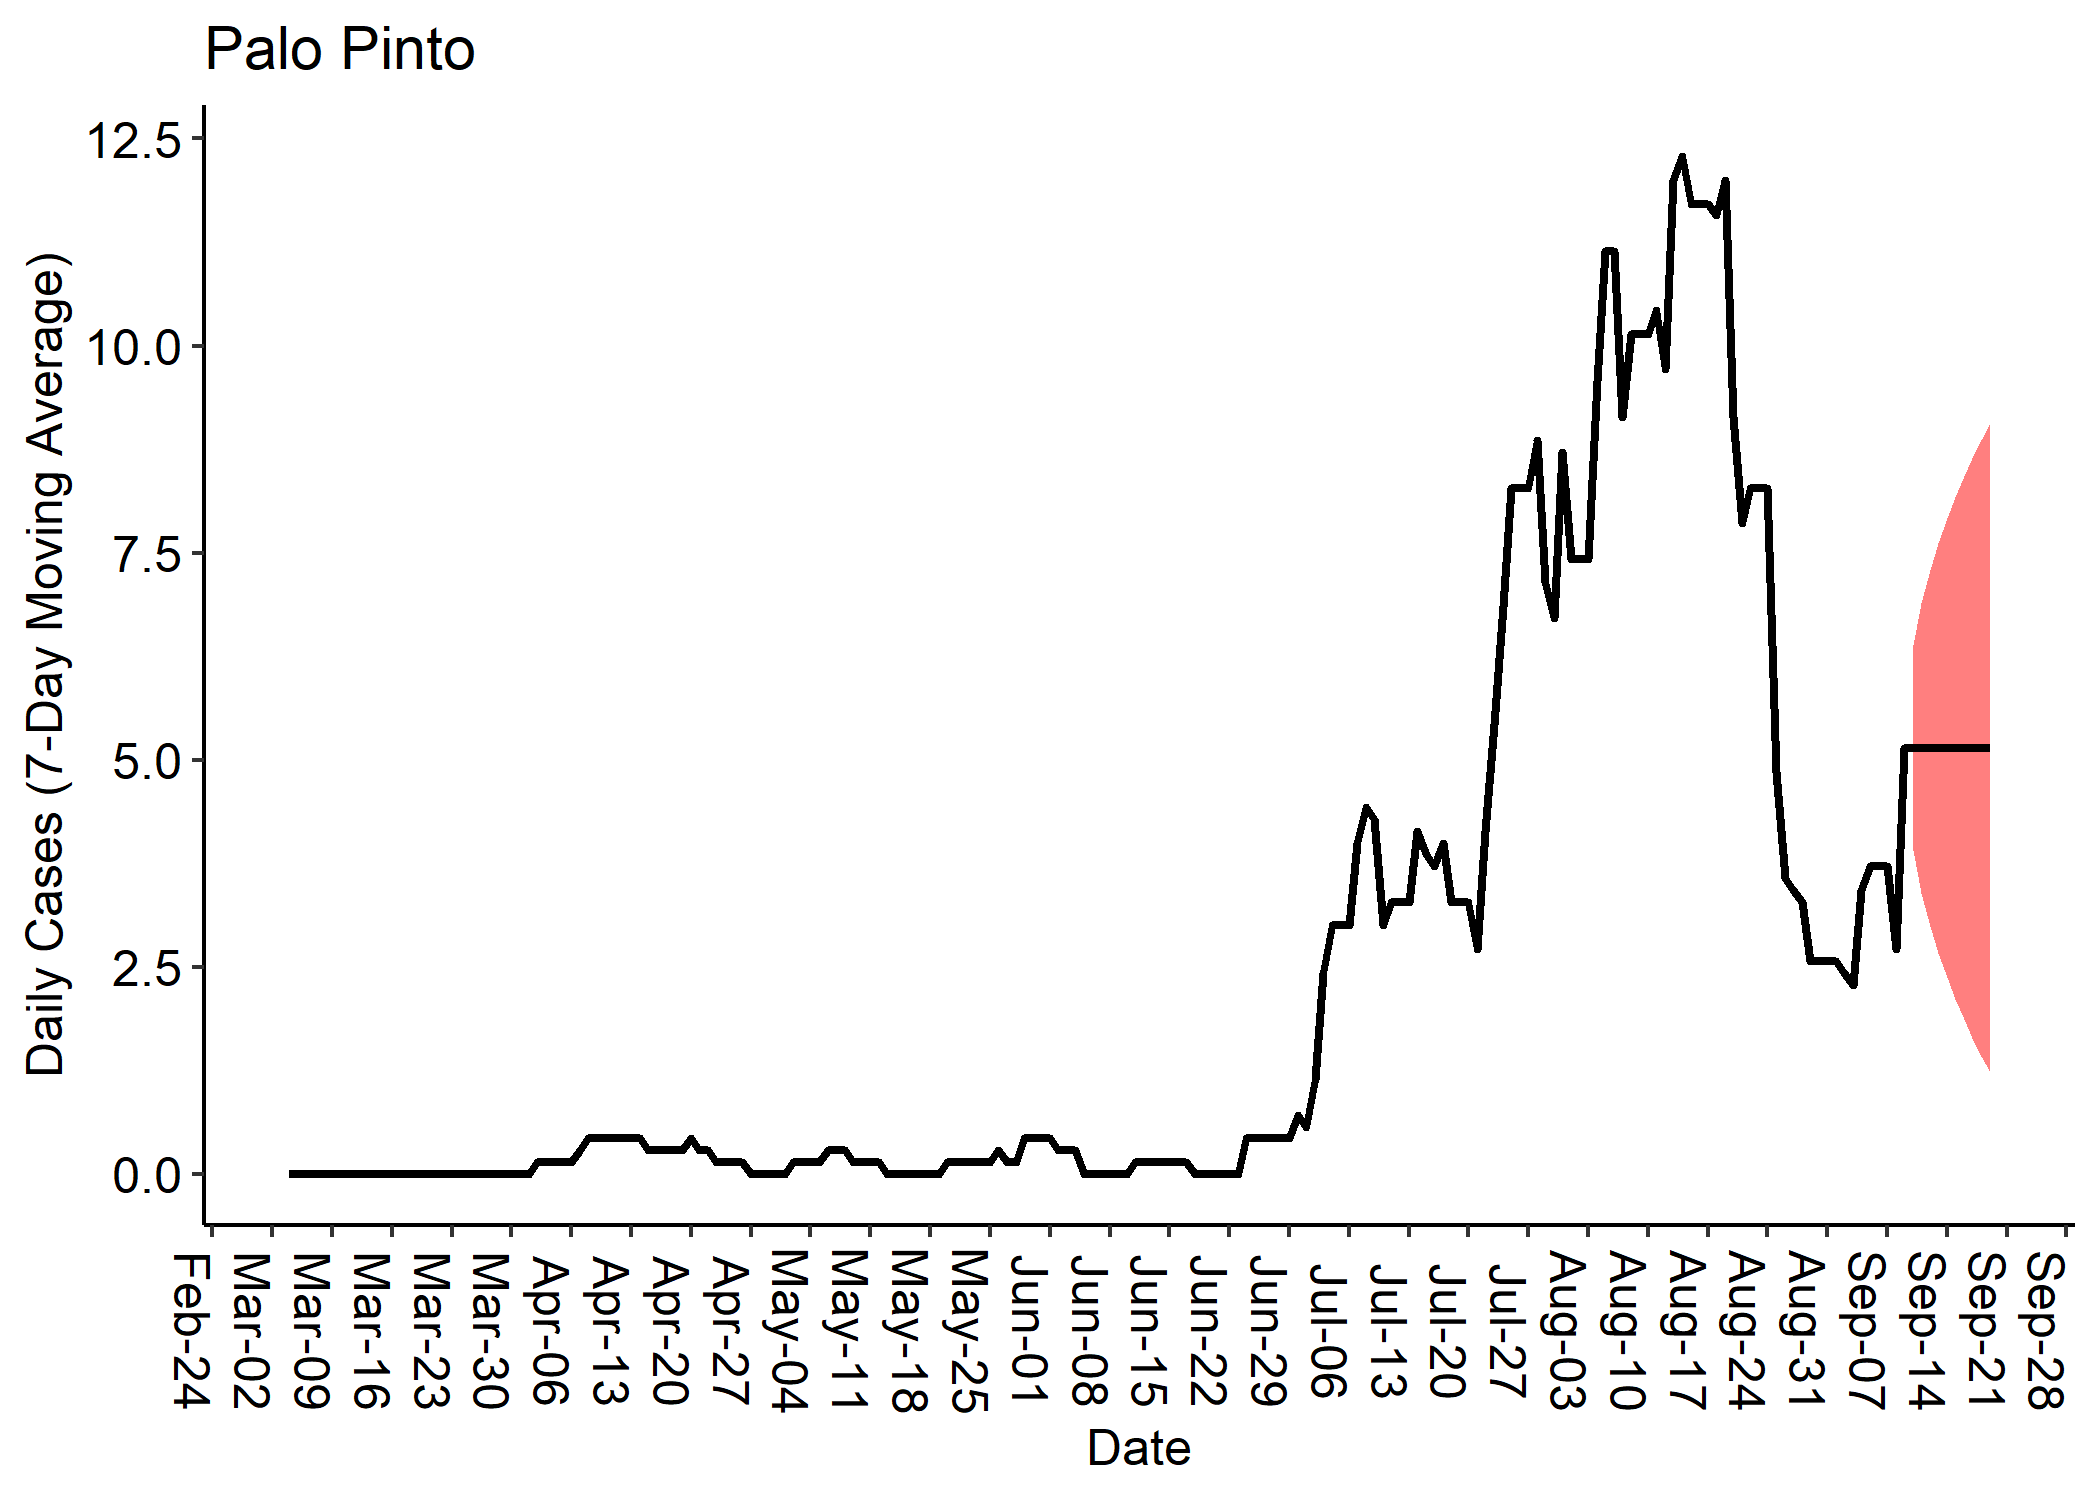 Palo Pinto
Daily Cases (7-Day Moving Average)
12.5
10.0
7.5
5.0
2.5
0.0
Feb-24
Mar-02
Mar-09
Mar-16
Mar-23
Mar-30
Apr-06
Apr-13
Apr-20
Apr-27
May-04
May-11
May-18
May-25
Jun-01
Jun-08
Jun-15
Jun-22
Jun-29
Jul-06
Jul-13
Jul-20
Jul-27
Aug-03
Aug-10
Aug-17
Aug-24
Aug-31
Sep-07
Sep-14
Sep-21
Sep-28
Date